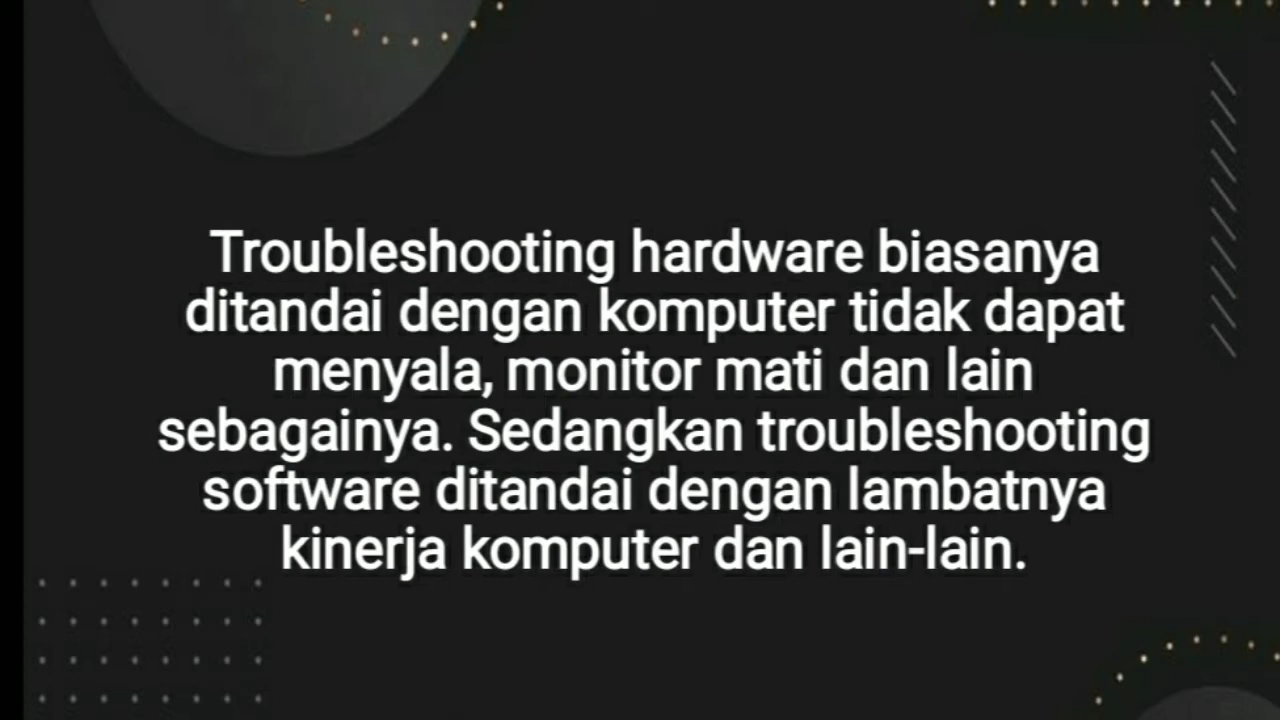 Troubleshooting hardware biasanya
ditandai dengan komputer tidak dapat
menyala, monitor mati dan lain
sebagainya. Sedangkan troubleshooting
software ditandai dengan lambatnya
kinerja komputer dan lain-lain.